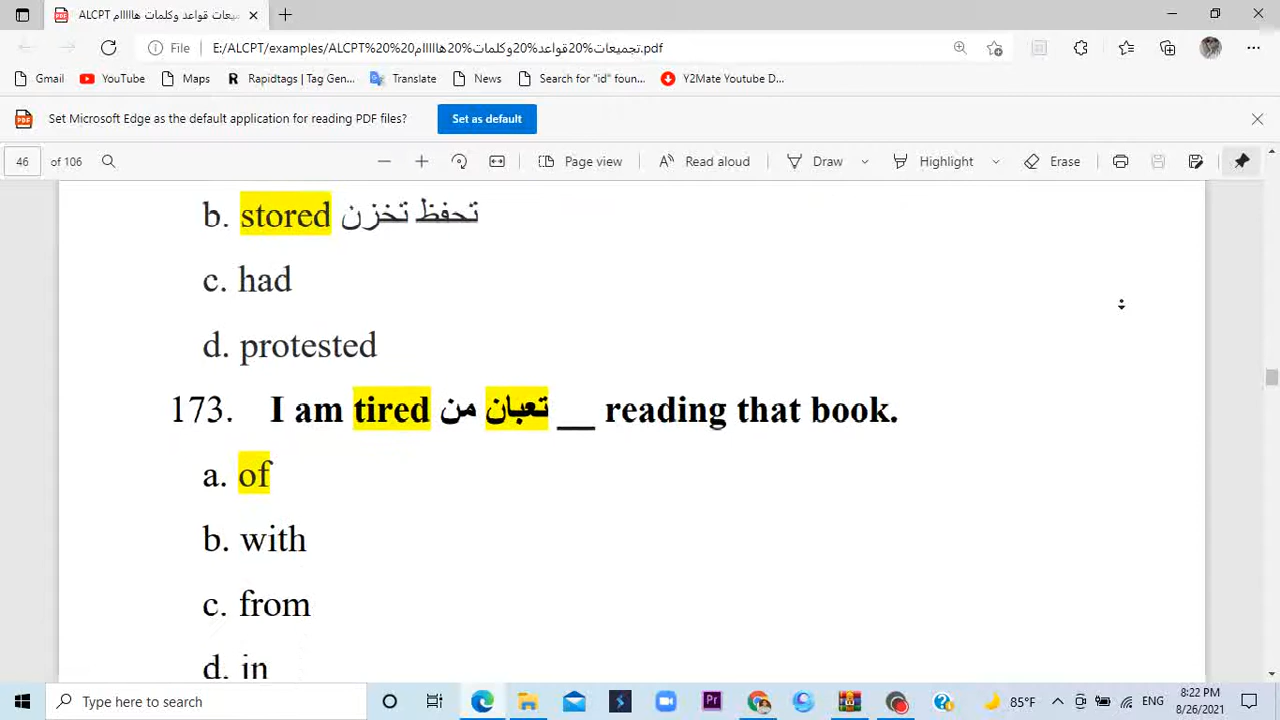 ALCPT تجميعات قواعد وكلمات هاااااام
File E:/ALCPT/examples/ALCPT%20%20تجميعات%20قواعد%20وكلمات%20هاااااام.pdf
Gmail YouTube Maps Rapidtags | Tag Gen... Translate News Search for "id" foun... Y2Mate Youtube D...
Set Microsoft Edge as the default application for reading PDF files? Set as default
46 of 106 Page view Read aloud Draw Highlight Erase
b. stored تحفظ تخزن
c. had
d. protested
173. I am tired تعبان من __ reading that book.
a. of
b. with
c. from
d. in
Type here to search 85°F 8:22 PM
8/26/2021